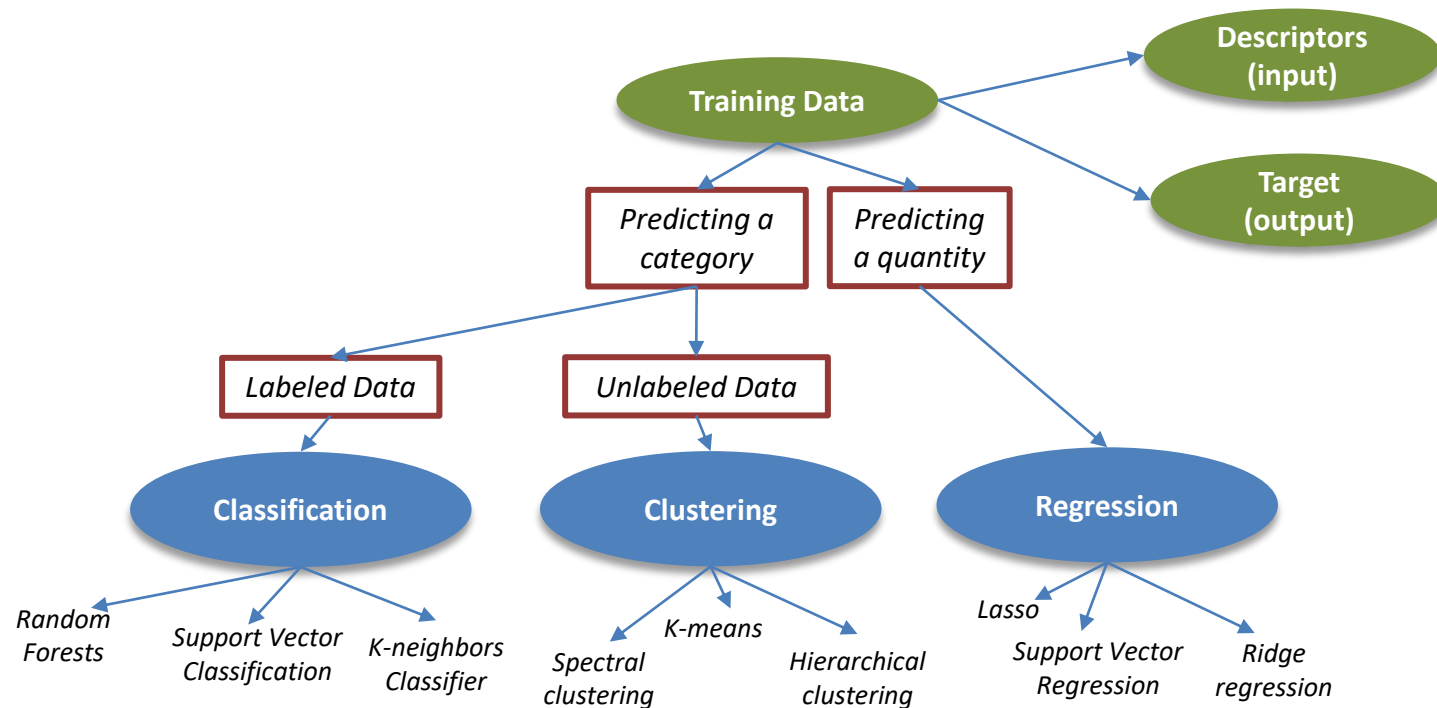 Descriptors
(input)
Training Data
Target
(output)
Predicting a
category
Predicting
a quantity
Labeled Data
Unlabeled Data
Classification
Clustering
Regression
Random
Forests
Support Vector
Classification
K-neighbors
Classifier
Spectral
clustering
K-means
Hierarchical
clustering
Lasso
Support Vector
Regression
Ridge
regression